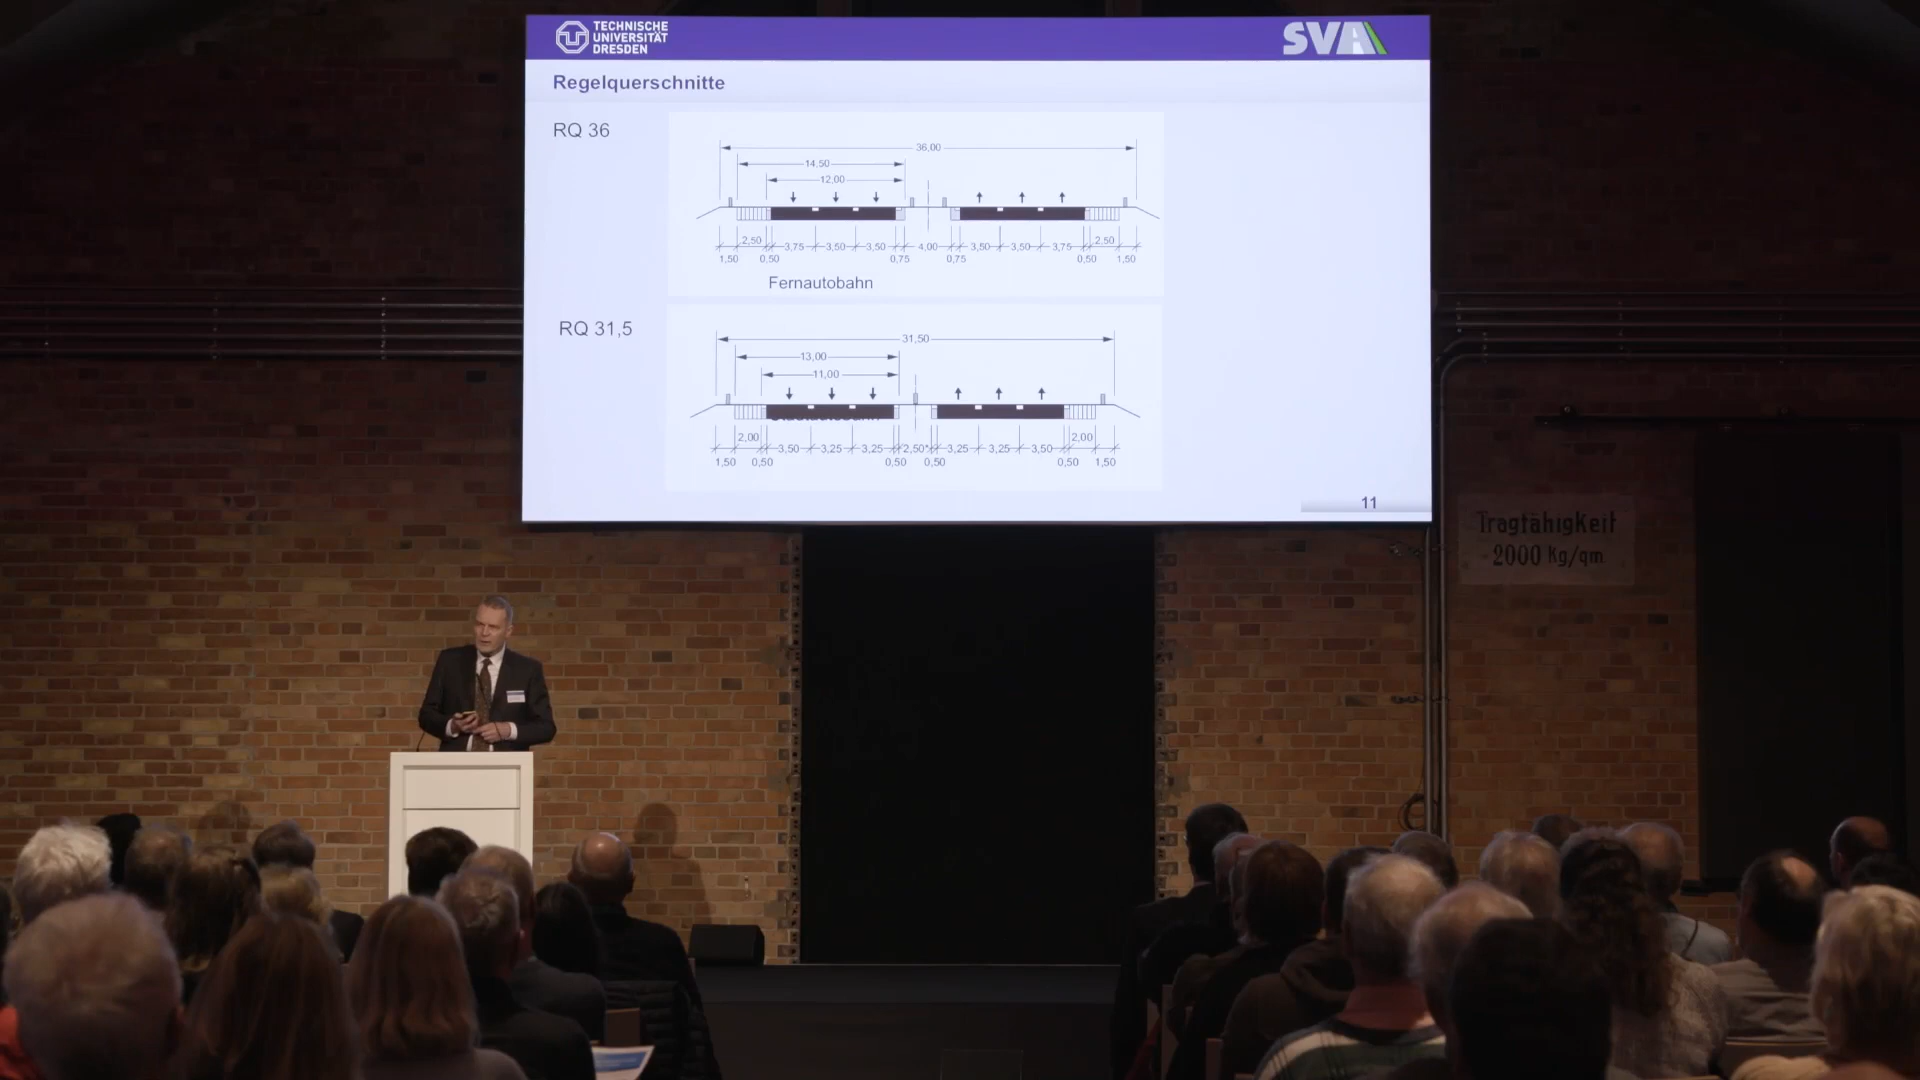 TECHNISCHE
UNIVERSITÄT
DRESDEN
SVA
Regelquerschnitte
RQ 36
36,00
14,50
12,00
2,50 3,75 3,50 3,50 4,00 3,50 3,50 3,75 2,50
1,50 0,50 0,75 0,75 0,50 1,50
Fernautobahn
RQ 31,5
31,50
13,00
11,00
2,00 3,50 3,25 3,25 2,50 3,25 3,25 3,50 2,00
1,50 0,50 0,50 0,50 0,50 1,50
11
Tragfähigkeit
2000 Kg/qm